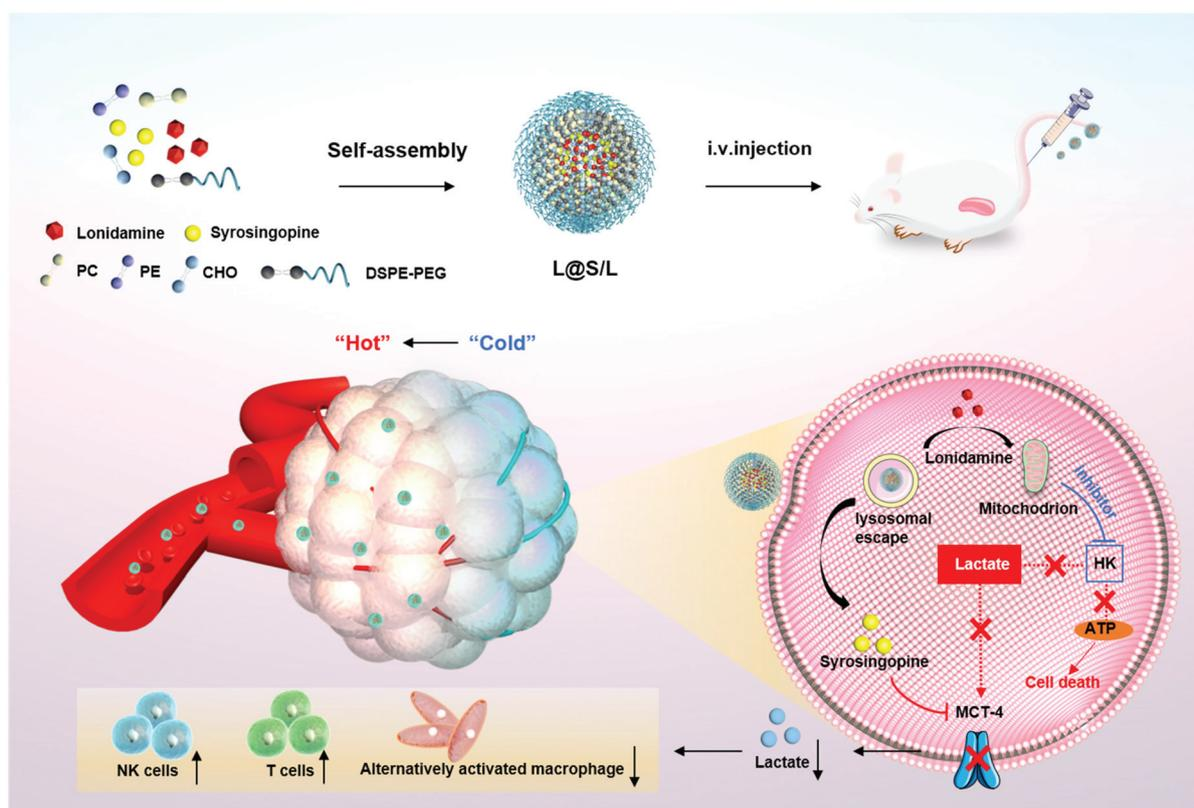 Self-assembly
i.v.injection
Lonidamine
Syrosingopine
PC
PE
CHO
DSPE-PEG
L@S/L
“Hot”
“Cold”
Lonidamine
Mitochodrion
Inhibitor
lysosomal
escape
Lactate
HK
ATP
Cell death
Syrosingopine
MCT-4
Lactate
NK cells
T cells
Alternatively activated macrophage